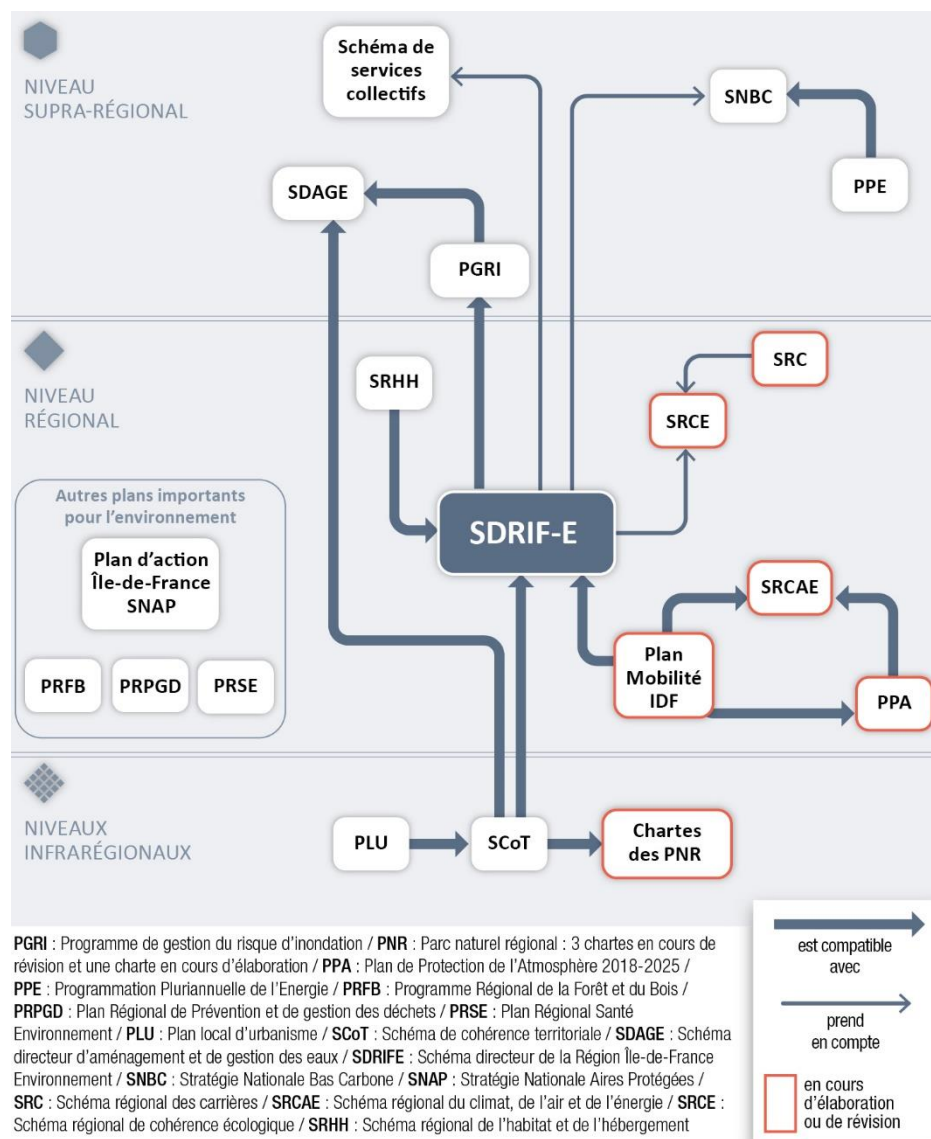 NIVEAU
SUPRA-RÉGIONAL
Schéma de
services
collectifs
SNBC
PPE
SDAGE
PGRI
NIVEAU
RÉGIONAL
SRHH
SRC
SRCE
Autres plans importants
pour l'environnement
Plan d'action
Île-de-France
SNAP
PRFB
PRPGD
PRSE
SDRIF-E
SRCAE
Plan
Mobilité
IDF
PPA
NIVEAUX
INFRARÉGIONAUX
PLU
SCoT
Chartes
des PNR
PGRI : Programme de gestion du risque d'inondation / PNR : Parc naturel régional : 3 chartes en cours de
révision et une charte en cours d'élaboration / PPA : Plan de Protection de l'Atmosphère 2018-2025 /
PPE : Programmation Pluriannuelle de l'Energie / PRFB : Programme Régional de la Forêt et du Bois /
PRPGD : Plan Régional de Prévention et de gestion des déchets / PRSE : Plan Régional Santé
Environnement / PLU : Plan local d'urbanisme / SCoT : Schéma de cohérence territoriale / SDAGE : Schéma
directeur d'aménagement et de gestion des eaux / SDRIFE : Schéma directeur de la Région Île-de-France
Environnement / SNBC : Stratégie Nationale Bas Carbone / SNAP : Stratégie Nationale Aires Protégées /
SRC : Schéma régional des carrières / SRCAE : Schéma régional du climat, de l'air et de l'énergie / SRCE :
Schéma régional de cohérence écologique / SRHH : Schéma régional de l'habitat et de l'hébergement
est compatible
avec
prend
en compte
en cours
d'élaboration
ou de révision